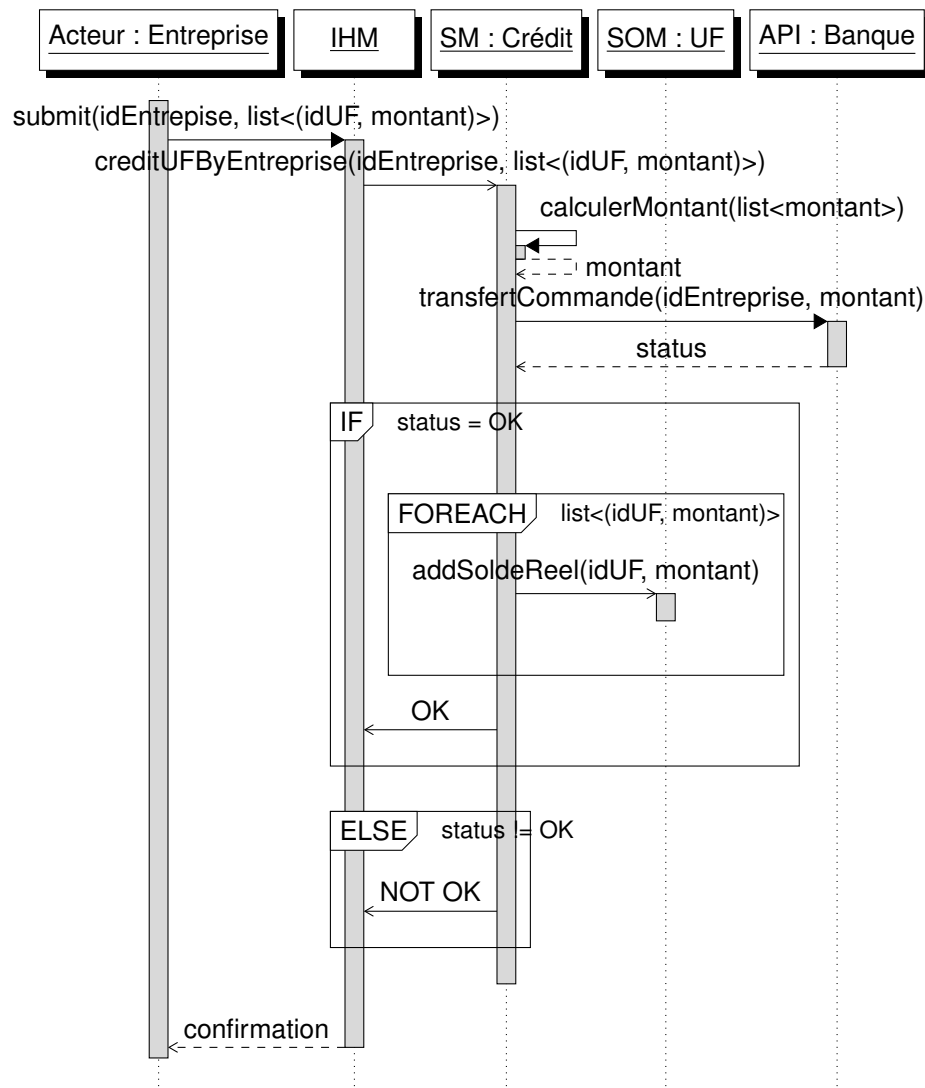 Acteur : Entreprise
IHM
SM : Crédit
SOM : UF
API : Banque
submit(idEntrepise, list<(idUF, montant)>)
creditUFByEntreprise(idEntreprise, list<(idUF, montant)>)
calculerMontant(list<montant>)
montant
transfertCommande(idEntreprise, montant)
status
IF status = OK
FOREACH list<(idUF, montant)>
addSoldeReel(idUF, montant)
OK
ELSE status != OK
NOT OK
confirmation